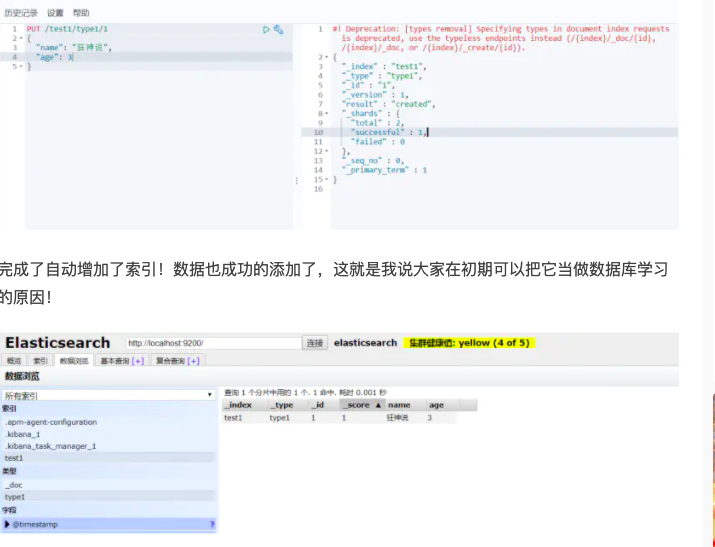 历史记录 设置 帮助
1 PUT /test1/type1/1
2 {
3 "name": "狂神说",
4 "age": 3
5 }
1 #! Deprecation: [types removal] Specifying types in document index requests
is deprecated, use the typeless endpoints instead (/{index}/_doc/{id},
/{index}/_doc, or /{index}/_create/{id}).
2 {
3 "_index" : "test1",
4 "_type" : "type1",
5 "_id" : "1",
6 "_version" : 1,
7 "result" : "created",
8 "_shards" : {
9 "total" : 2,
10 "successful" : 1,
11 "failed" : 0
12 },
13 "_seq_no" : 0,
14 "_primary_term" : 1
15 }
16
完成了自动增加了索引！数据也成功的添加了，这就是我说大家在初期可以把它当做数据库学习
的原因！
Elasticsearch http://localhost:9200/ 连接 elasticsearch 集群健康值: yellow (4 of 5)
概览 索引 数据浏览 基本查询 [+] 复合查询 [+]
数据浏览
所有索引
索引
.apm-agent-configuration
.kibana_1
.kibana_task_manager_1
test1
类型
_doc
type1
字段
@timestamp ?
查询 1 个分片中用的 1 个. 1 命中. 耗时 0.001 秒
_index _type _id _score ▲ name age
test1 type1 1 1 狂神说 3